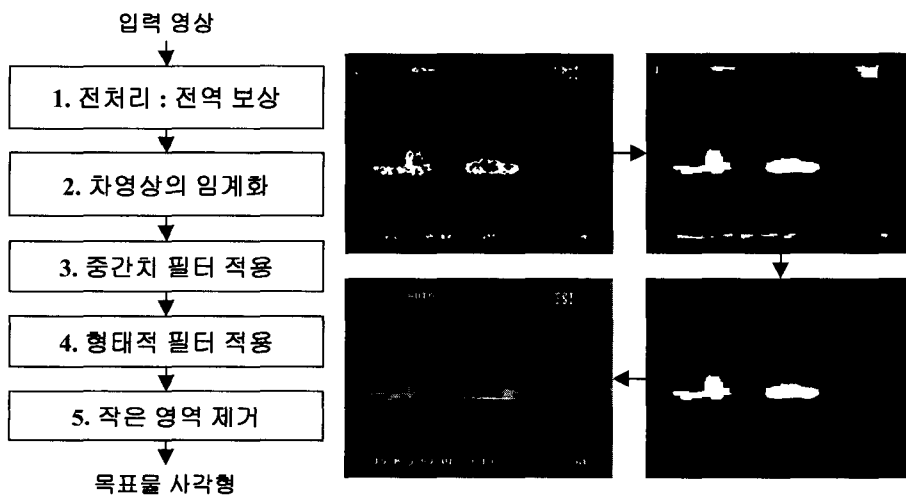 입력 영상
1. 전처리 : 전역 보상
2. 차영상의 임계화
3. 중간치 필터 적용
4. 형태적 필터 적용
5. 작은 영역 제거
목표물 사각형